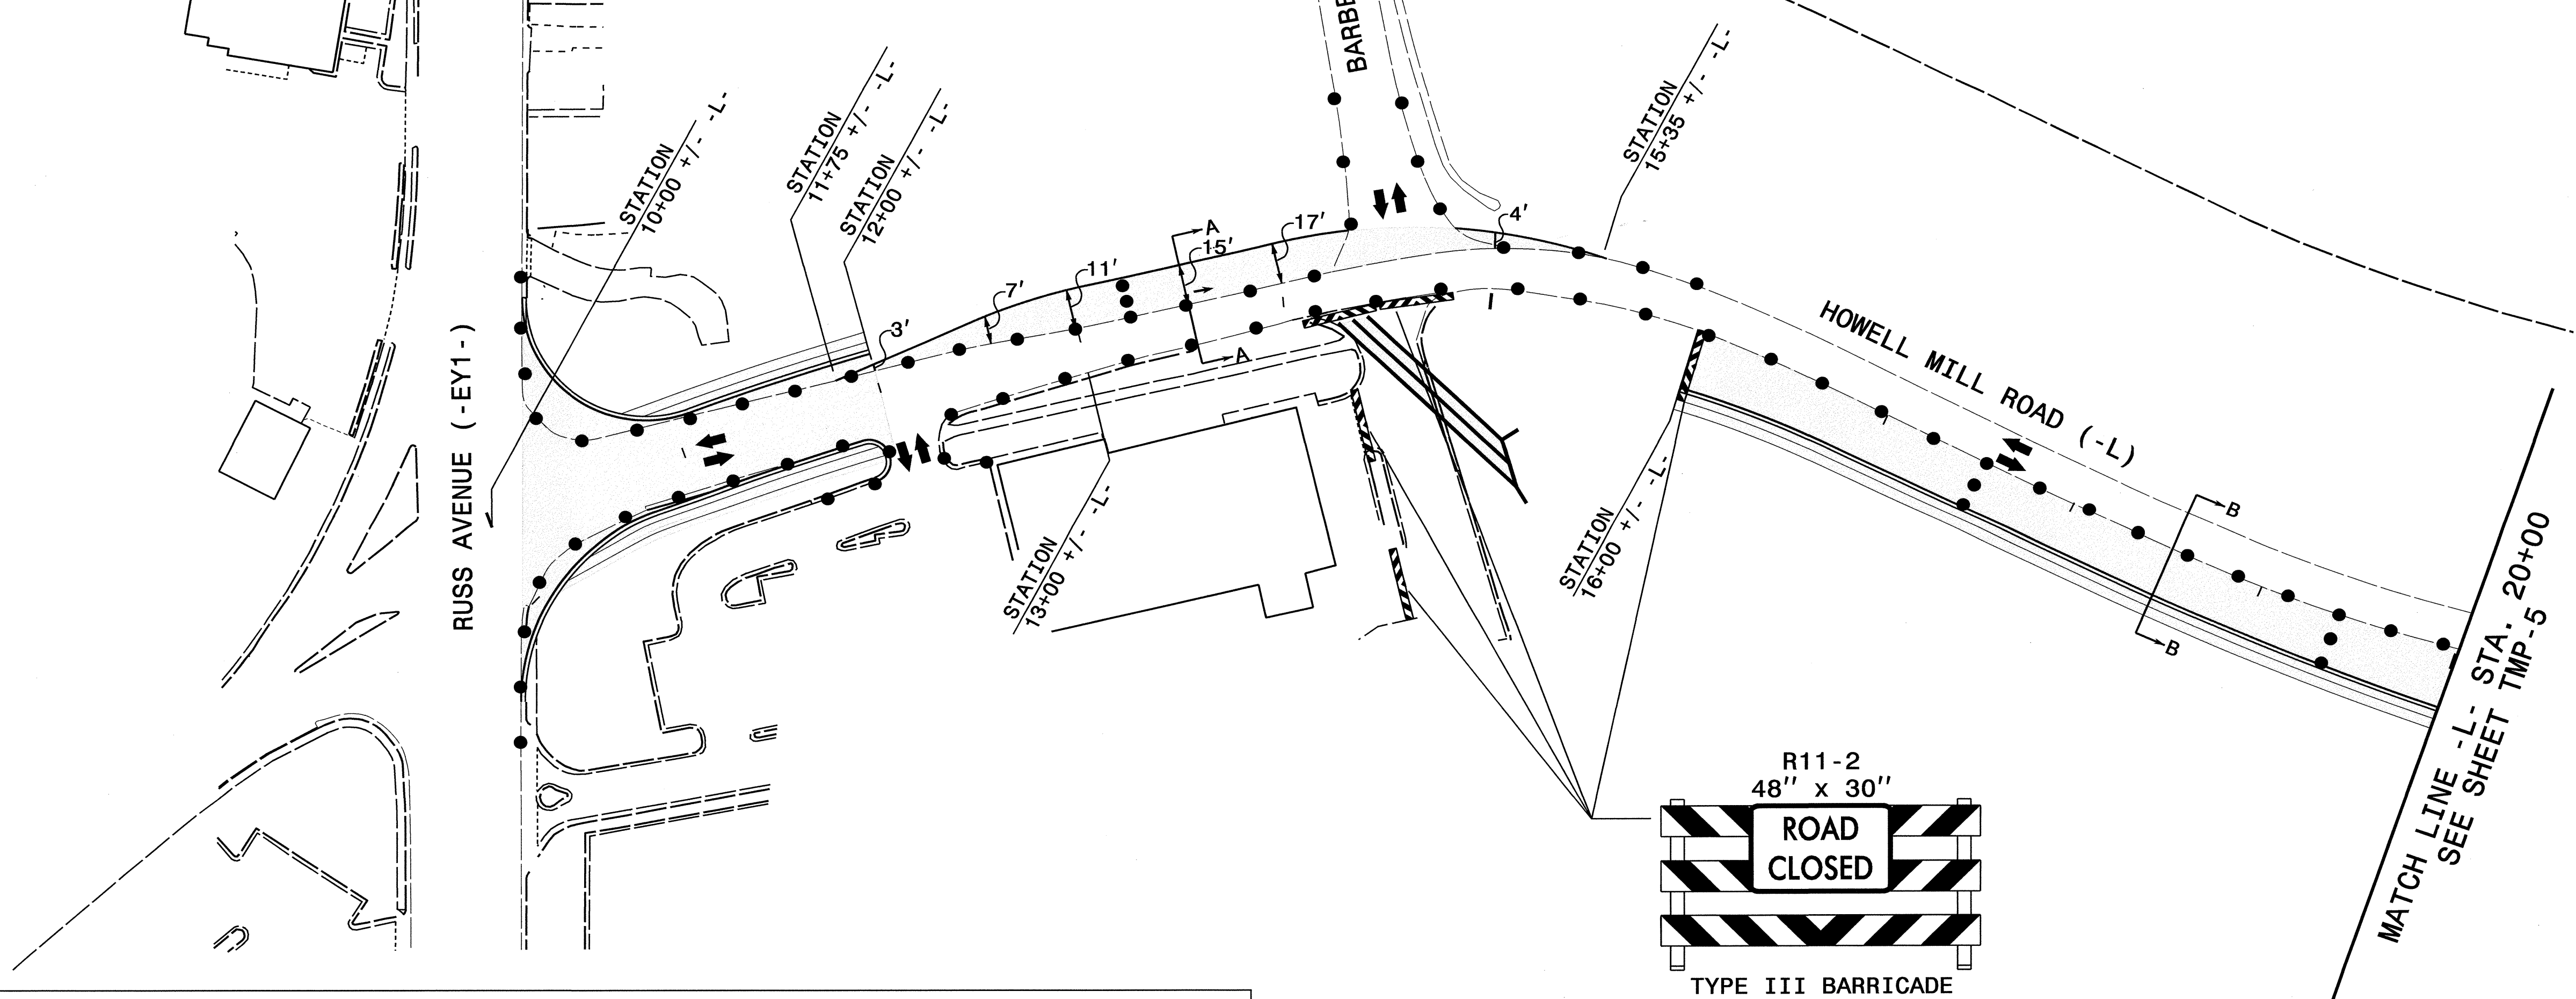 BARBE
STATION
10+00 +/- -L-
STATION
11+75 +/- -L-
STATION
12+00 +/- -L-
STATION
15+35 +/- -L-
3'
7'
11'
A
15'
17'
4'
A
RUSS AVENUE (-EY1-)
HOWELL MILL ROAD (-L)
STATION
13+00 +/- -L-
STATION
16+00 +/- -L-
B
B
MATCH LINE -L- STA. 20+00
SEE SHEET TMP-5
R11-2
48" x 30"
ROAD
CLOSED
TYPE III BARRICADE